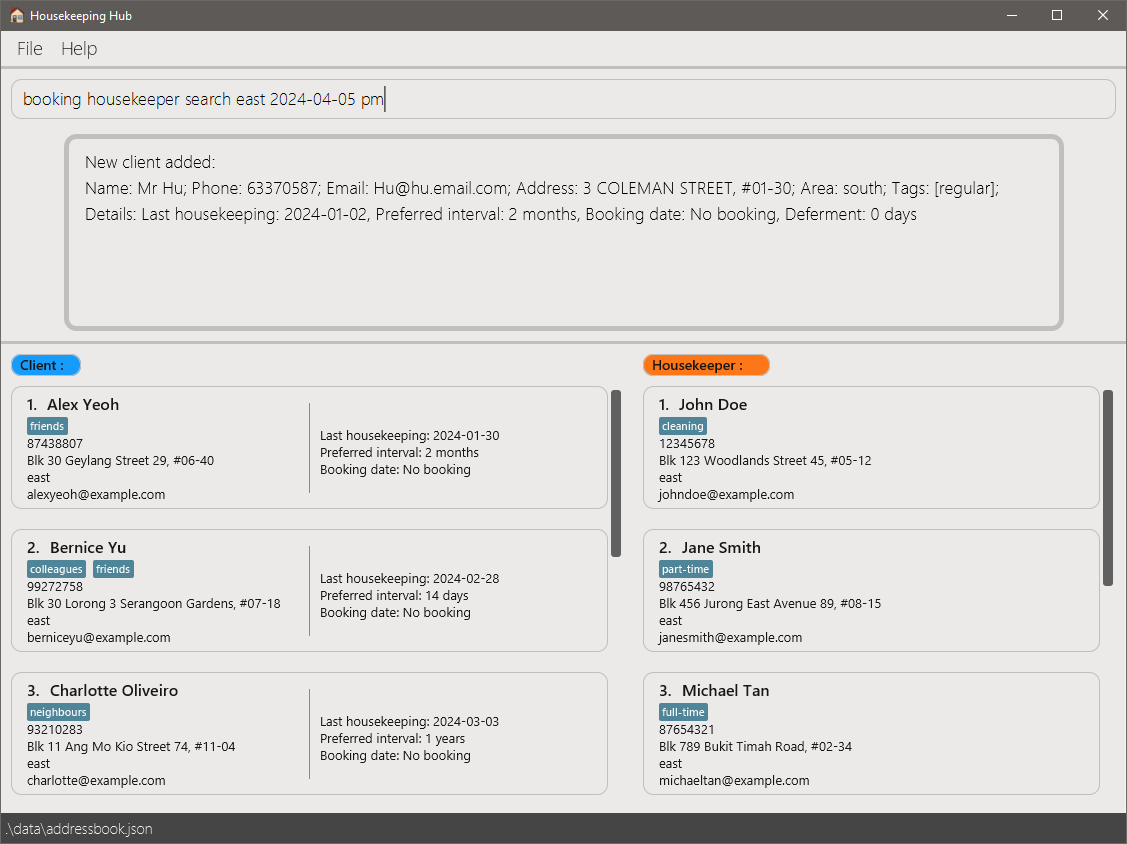 Housekeeping Hub
File Help
booking housekeeper search east 2024-04-05 pm
New client added:
Name: Mr Hu; Phone: 63370587; Email: Hu@hu.email.com; Address: 3 COLEMAN STREET, #01-30; Area: south; Tags: [regular];
Details: Last housekeeping: 2024-01-02, Preferred interval: 2 months, Booking date: No booking, Deferment: 0 days
Client :
1. Alex Yeoh
friends
87438807
Blk 30 Geylang Street 29, #06-40
east
alexyeoh@example.com
Last housekeeping: 2024-01-30
Preferred interval: 2 months
Booking date: No booking
2. Bernice Yu
colleagues friends
99272758
Blk 30 Lorong 3 Serangoon Gardens, #07-18
east
berniceyu@example.com
Last housekeeping: 2024-02-28
Preferred interval: 14 days
Booking date: No booking
3. Charlotte Oliveiro
neighbours
93210283
Blk 11 Ang Mo Kio Street 74, #11-04
east
charlotte@example.com
Last housekeeping: 2024-03-03
Preferred interval: 1 years
Booking date: No booking
Housekeeper :
1. John Doe
cleaning
12345678
Blk 123 Woodlands Street 45, #05-12
east
johndoe@example.com
2. Jane Smith
part-time
98765432
Blk 456 Jurong East Avenue 89, #08-15
east
janesmith@example.com
3. Michael Tan
full-time
87654321
Blk 789 Bukit Timah Road, #02-34
east
michaeltan@example.com
.\data\addressbook.json